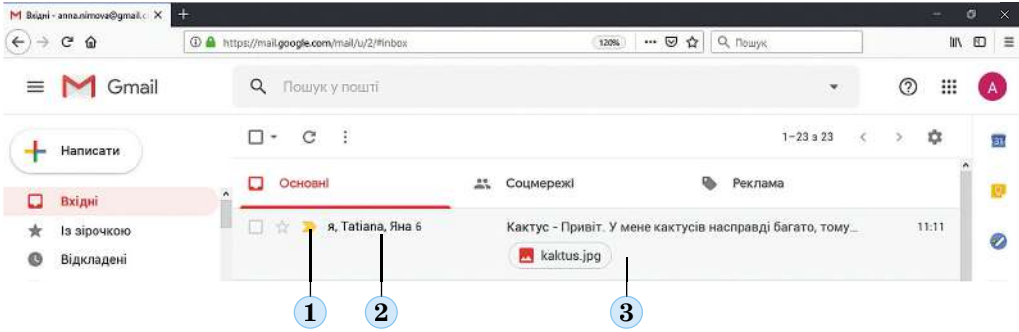 Вхідні - anna.nimova@gmail.c
https://mail.google.com/mail/u/2/#inbox
120%
Пошук
Gmail
Пошук у пошті
A
Написати
1–23 з 23
31
Основні
Соцмережі
Реклама
Вхідні
Із зірочкою
Відкладені
я, Tatiana, Яна 6
Кактус - Привіт. У мене кактусів насправді багато, тому...
11:11
kaktus.jpg
1
2
3